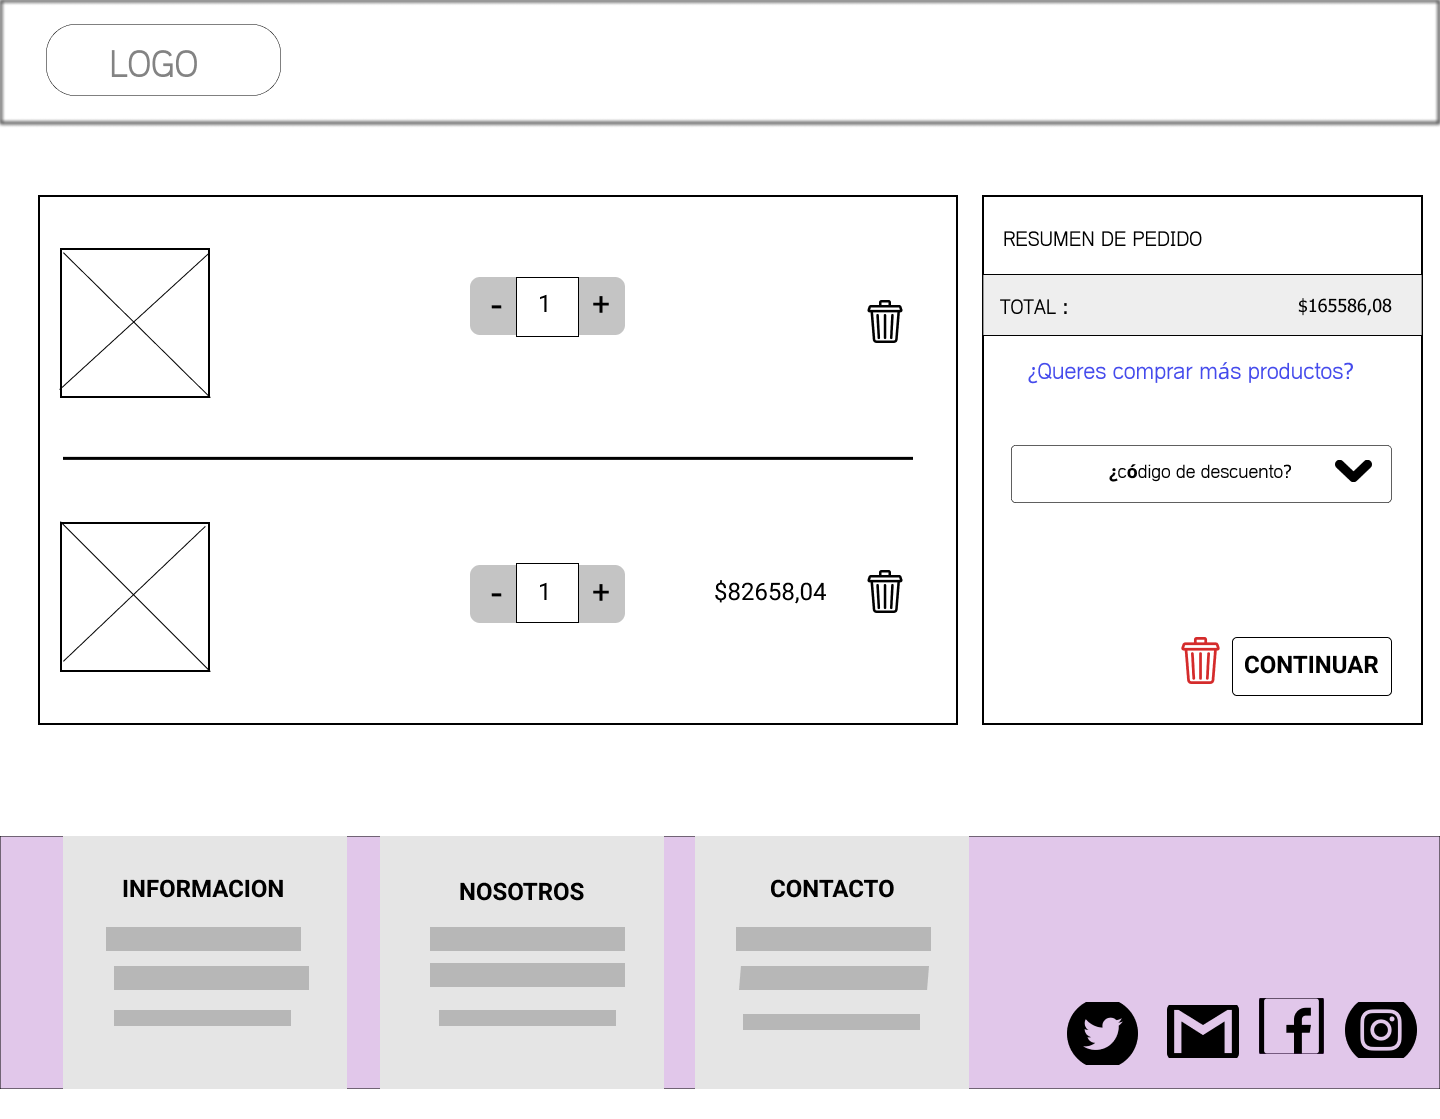 LOGO
- 1 +
- 1 + $82658,04
RESUMEN DE PEDIDO
TOTAL : $165586,08
¿Queres comprar más productos?
¿código de descuento?
CONTINUAR
INFORMACION
NOSOTROS
CONTACTO